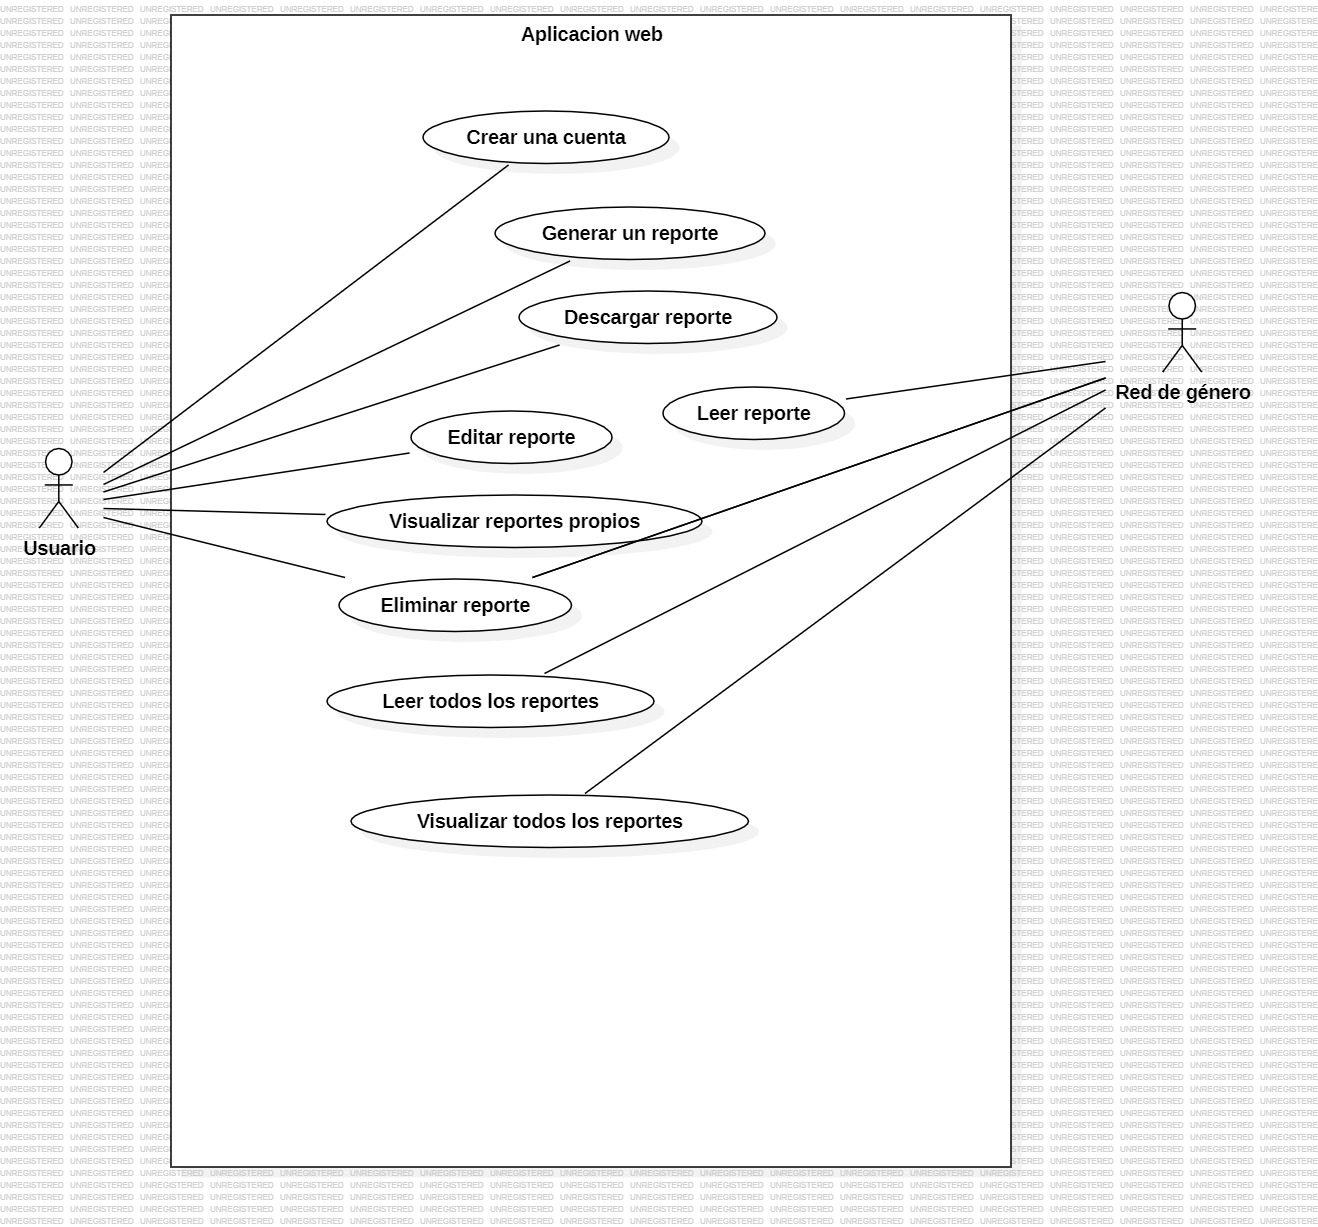 Aplicacion web
Crear una cuenta
Generar un reporte
Descargar reporte
Leer reporte
Red de género
Editar reporte
Visualizar reportes propios
Usuario
Eliminar reporte
Leer todos los reportes
Visualizar todos los reportes
UNREGISTERED